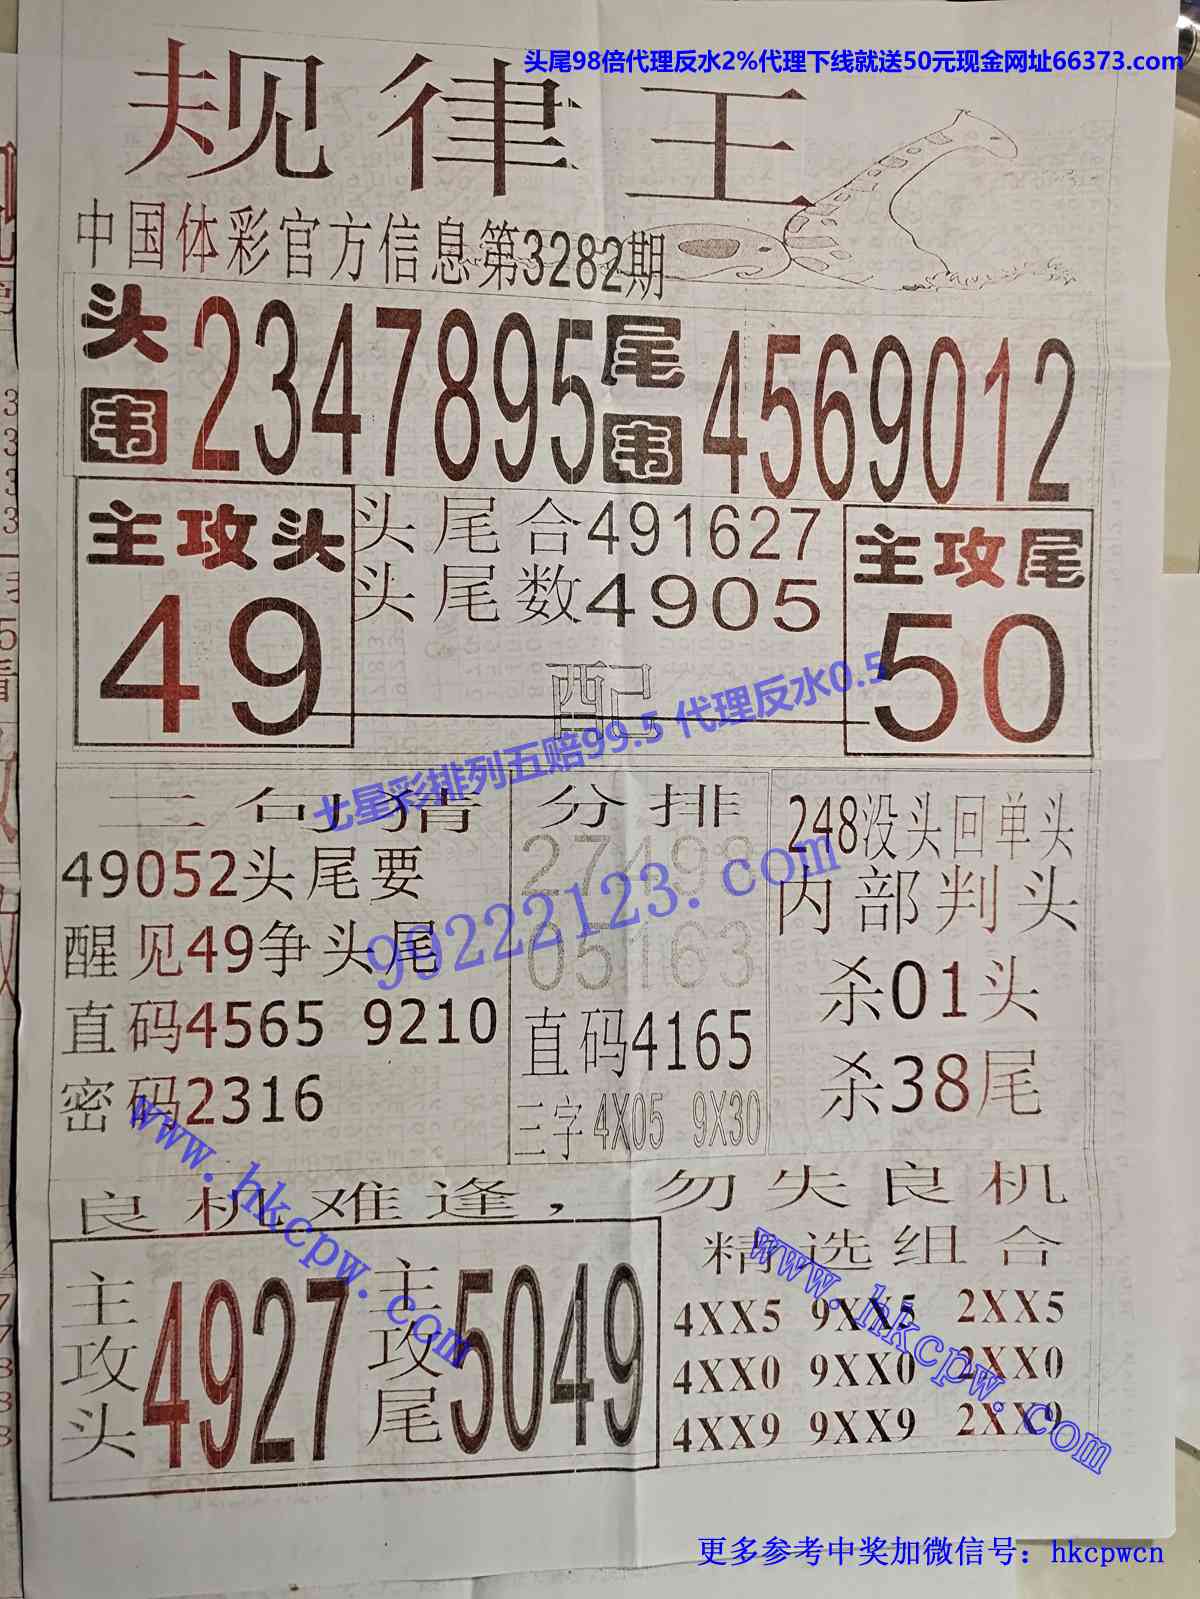 头尾98倍代理反水2%代理下线就送50元现金网址66373.com
规律王
中国体彩官方信息第3282期
头围 2347895 尾围 4569012
主攻头
49
头尾合491627
头尾数4905
配
主攻尾
50
七星彩排列五赔99.5 代理反水0.5
99222123.com
三句猜
49052头尾要
醒见49争头尾
直码4565 9210
密码2316
分排
27498
05163
直码4165
三字4X05 9X30
248没头回单头
内部判头
杀01头
杀38尾
www.hkcpw.com
良机难逢，勿失良机
主攻头 4927 主攻尾 5049
精选组合
4XX5 9XX5 2XX5
4XX0 9XX0 2XX0
4XX9 9XX9 2XX9
www.hkcpw.com
更多参考中奖加微信号：hkcpwcn